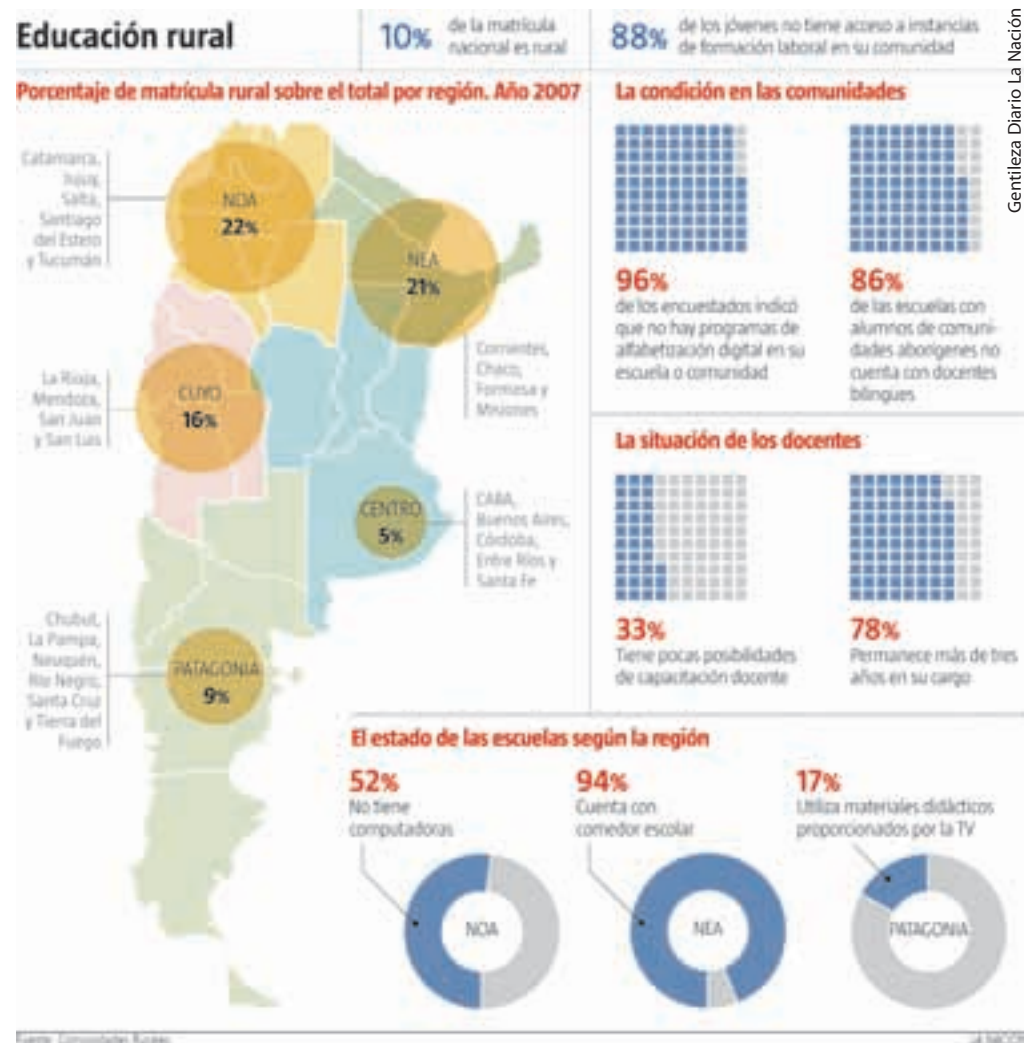 Educación rural
10% de la matrícula
nacional es rural
88% de los jóvenes no tiene acceso a instancias
de formación laboral en su comunidad
Gentileza Diario La Nación
Porcentaje de matrícula rural sobre el total por región. Año 2007
Catamarca,
Jujuy,
Salta,
Santiago
del Estero
y Tucumán
NOA
22%
NEA
21%
Corrientes,
Chaco,
Formosa y
Misiones
La Rioja,
Mendoza,
San Juan
y San Luis
CUYO
16%
CENTRO
5%
CABA,
Buenos Aires,
Córdoba,
Entre Ríos y
Santa Fe
Chubut,
La Pampa,
Neuquén,
Río Negro,
Santa Cruz
y Tierra del
Fuego
PATAGONIA
9%
La condición en las comunidades
96%
de los encuestados indicó
que no hay programas de
alfabetización digital en su
escuela o comunidad
86%
de las escuelas con
alumnos de comuni-
dades aborígenes no
cuenta con docentes
bilingües
La situación de los docentes
33%
Tiene pocas posibilidades
de capacitación docente
78%
Permanece más de tres
años en su cargo
El estado de las escuelas según la región
52%
No tiene
computadoras
NOA
94%
Cuenta con
comedor escolar
NEA
17%
Utiliza materiales didácticos
proporcionados por la TV
PATAGONIA
Fuente: Comunidades Rurales
LA NACION